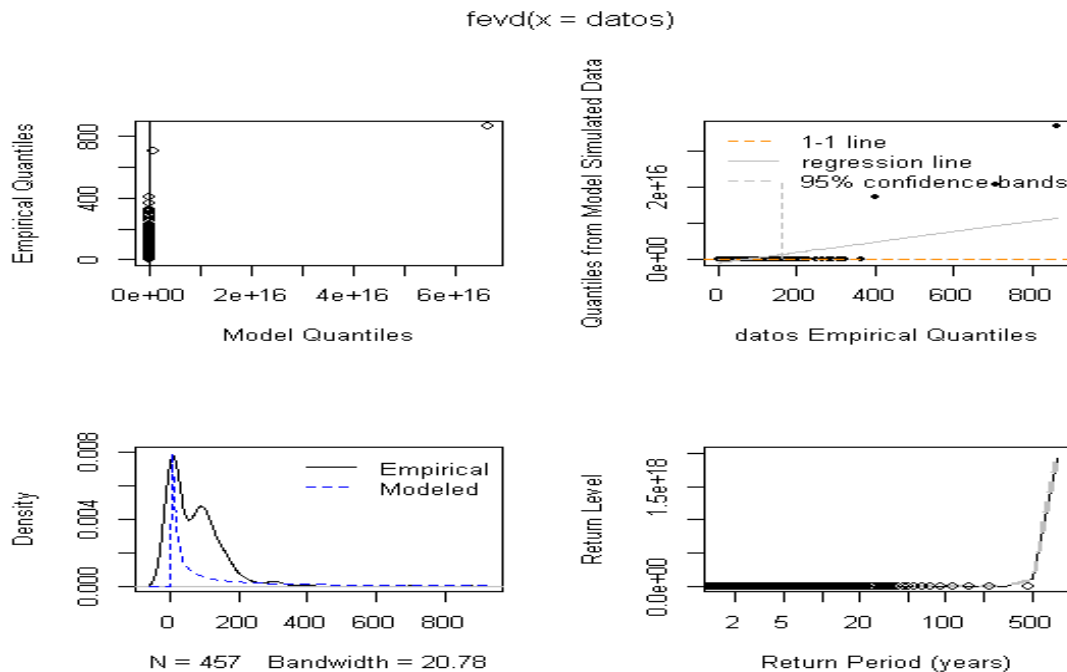 fevd(x = datos)
Empirical Quantiles
800
400
0
0e+00 2e+16 4e+16 6e+16
Model Quantiles
Quantiles from Model Simulated Data
2e+16
0e+00
1-1 line
regression line
95% confidence bands
0 200 400 600 800
datos Empirical Quantiles
Density
0.008
0.004
0.000
Empirical
Modeled
0 200 400 600 800
N = 457 Bandwidth = 20.78
Return Level
1.5e+18
0.0e+00
2 5 20 100 500
Return Period (years)